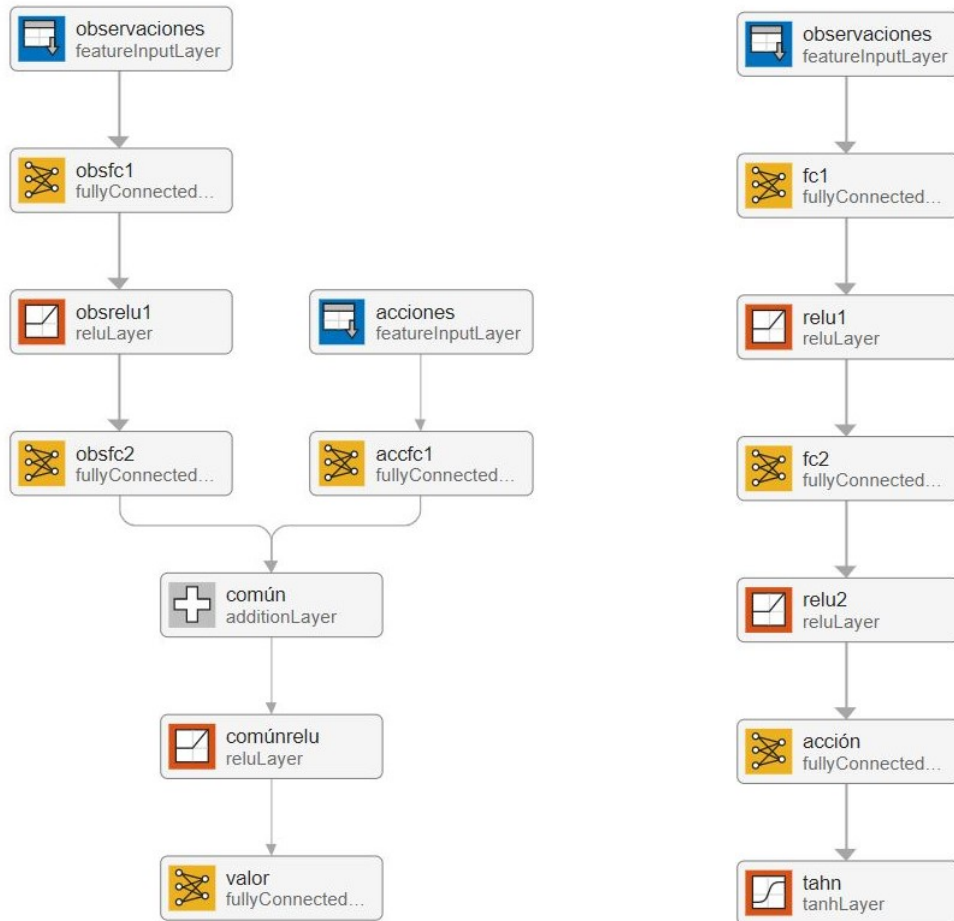 observaciones
featureInputLayer
obsfc1
fullyConnected...
obsrelu1
reluLayer
acciones
featureInputLayer
obsfc2
fullyConnected...
accfc1
fullyConnected...
común
additionLayer
comúnrelu
reluLayer
valor
fullyConnected...
observaciones
featureInputLayer
fc1
fullyConnected...
relu1
reluLayer
fc2
fullyConnected...
relu2
reluLayer
acción
fullyConnected...
tahn
tanhLayer